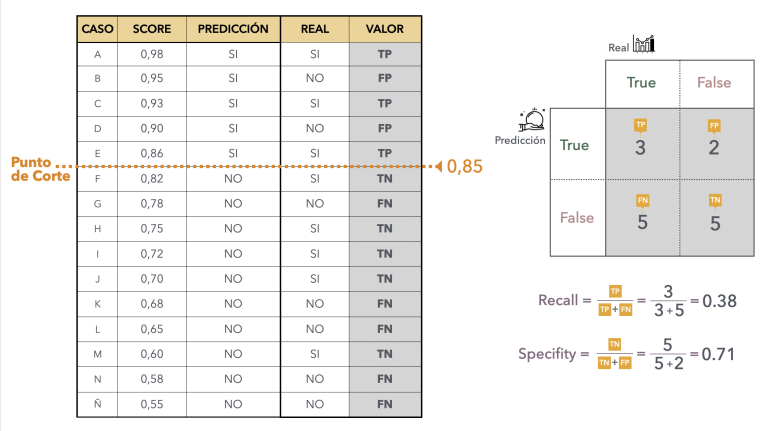 CASO SCORE PREDICCIÓN REAL VALOR
A 0,98 SI SI TP
B 0,95 SI NO FP
C 0,93 SI SI TP
D 0,90 SI NO FP
E 0,86 SI SI TP
Punto de Corte 0,85
F 0,82 NO SI TN
G 0,78 NO NO FN
H 0,75 NO SI TN
I 0,72 NO SI TN
J 0,70 NO SI TN
K 0,68 NO NO FN
L 0,65 NO NO FN
M 0,60 NO SI TN
N 0,58 NO NO FN
Ñ 0,55 NO NO FN
Real
True False
Predicción
TP FP
True 3 2
FN TN
False 5 5
Recall = TP / TP + FN = 3 / 3 + 5 = 0.38
Specifity = TN / TN + FP = 5 / 5 + 2 = 0.71